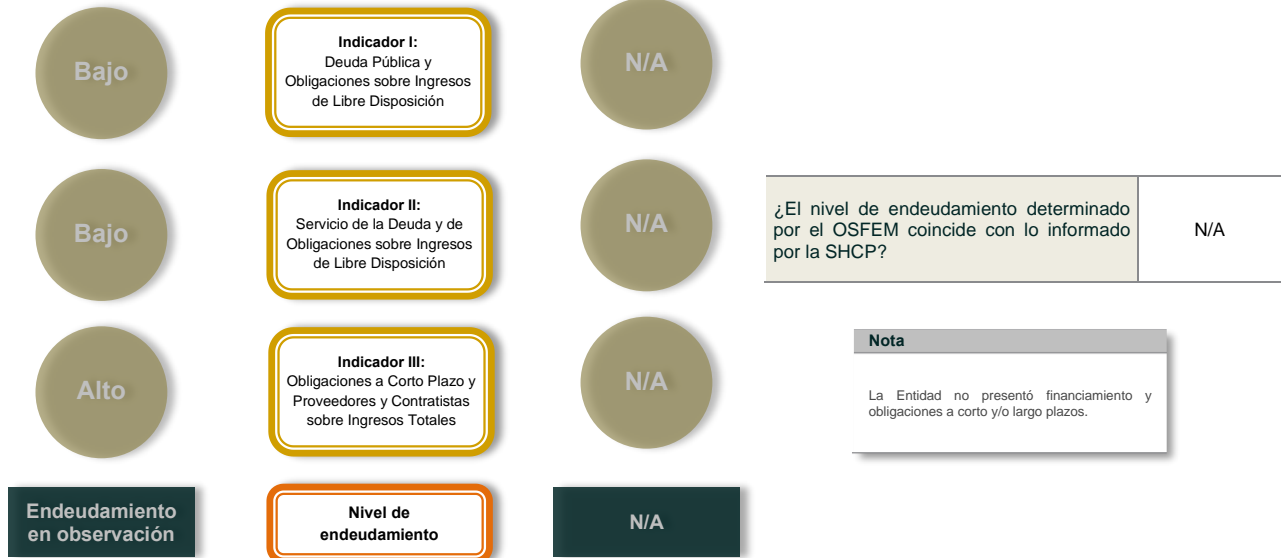 Bajo
Indicador I:
Deuda Pública y
Obligaciones sobre Ingresos
de Libre Disposición
N/A
Bajo
Indicador II:
Servicio de la Deuda y de
Obligaciones sobre Ingresos
de Libre Disposición
N/A
¿El nivel de endeudamiento determinado
por el OSFEM coincide con lo informado
por la SHCP?
N/A
Alto
Indicador III:
Obligaciones a Corto Plazo y
Proveedores y Contratistas
sobre Ingresos Totales
N/A
Nota
La Entidad no presentó financiamiento y
obligaciones a corto y/o largo plazos.
Endeudamiento
en observación
Nivel de
endeudamiento
N/A